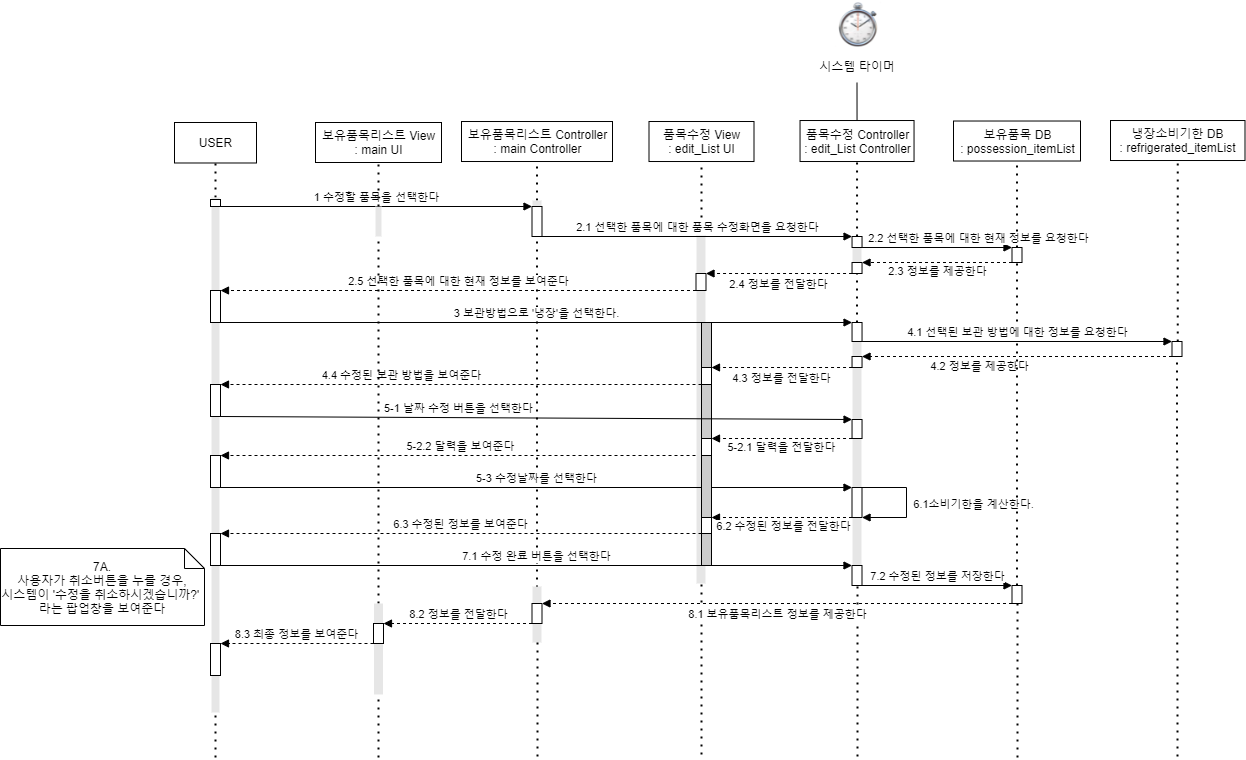 시스템 타이머
USER
보유품목리스트 View
: main UI
보유품목리스트 Controller
: main Controller
품목수정 View
: edit_List UI
품목수정 Controller
: edit_List Controller
보유품목 DB
: possession_itemList
냉장소비기한 DB
: refrigerated_itemList
1 수정할 품목을 선택한다
2.1 선택한 품목에 대한 품목 수정화면을 요청한다
2.2 선택한 품목에 대한 현재 정보를 요청한다
2.3 정보를 제공한다
2.4 정보를 전달한다
2.5 선택한 품목에 대한 현재 정보를 보여준다
3 보관방법으로 '냉장'을 선택한다.
4.1 선택된 보관 방법에 대한 정보를 요청한다
4.2 정보를 제공한다
4.3 정보를 전달한다
4.4 수정된 보관 방법을 보여준다
5-1 날짜 수정 버튼을 선택한다
5-2.1 달력을 전달한다
5-2.2 달력을 보여준다
5-3 수정날짜를 선택한다
6.1소비기한을 계산한다.
6.2 수정된 정보를 전달한다
6.3 수정된 정보를 보여준다
7.1 수정 완료 버튼을 선택한다
7A.
사용자가 취소버튼을 누를 경우,
시스템이 '수정을 취소하시겠습니까?'
라는 팝업창을 보여준다
7.2 수정된 정보를 저장한다
8.1 보유품목리스트 정보를 제공한다
8.2 정보를 전달한다
8.3 최종 정보를 보여준다